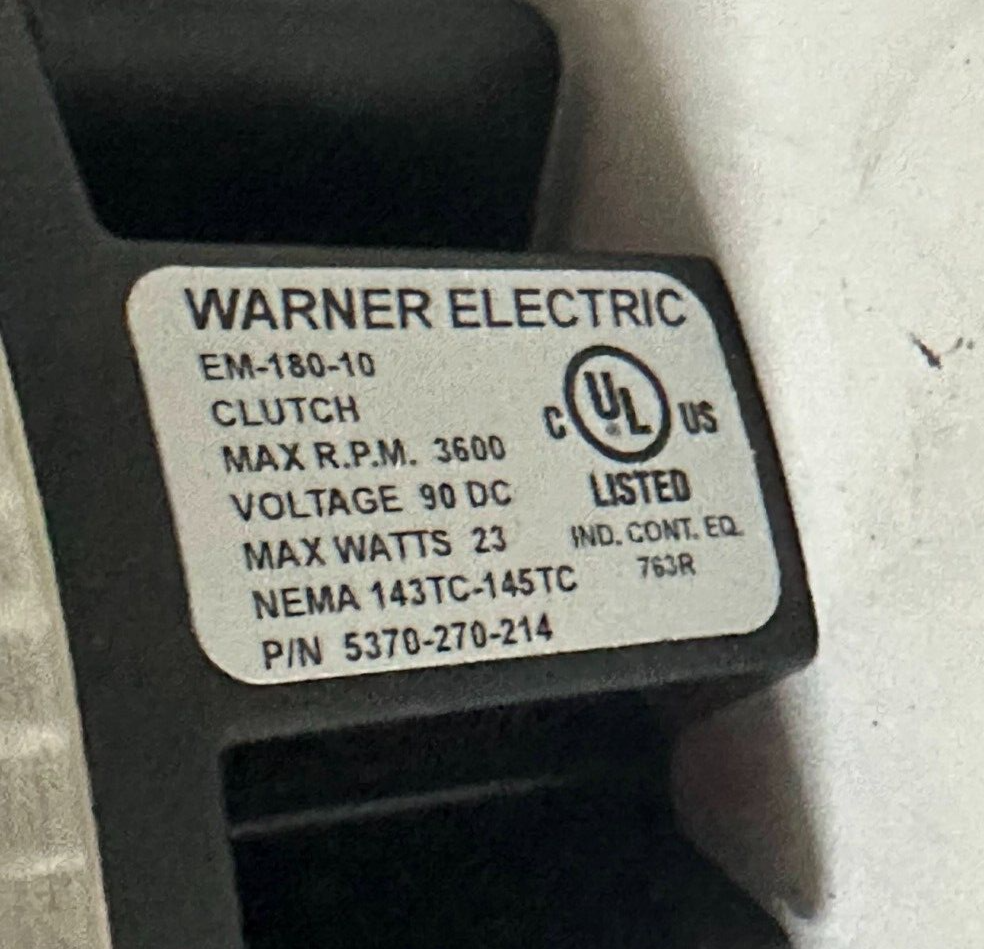 WARNER ELECTRIC
EM-180-10
CLUTCH
MAX R.P.M. 3600
VOLTAGE 90 DC
MAX WATTS 23
NEMA 143TC-145TC
P/N 5370-270-214
C UL US
LISTED
IND. CONT. EQ.
763R